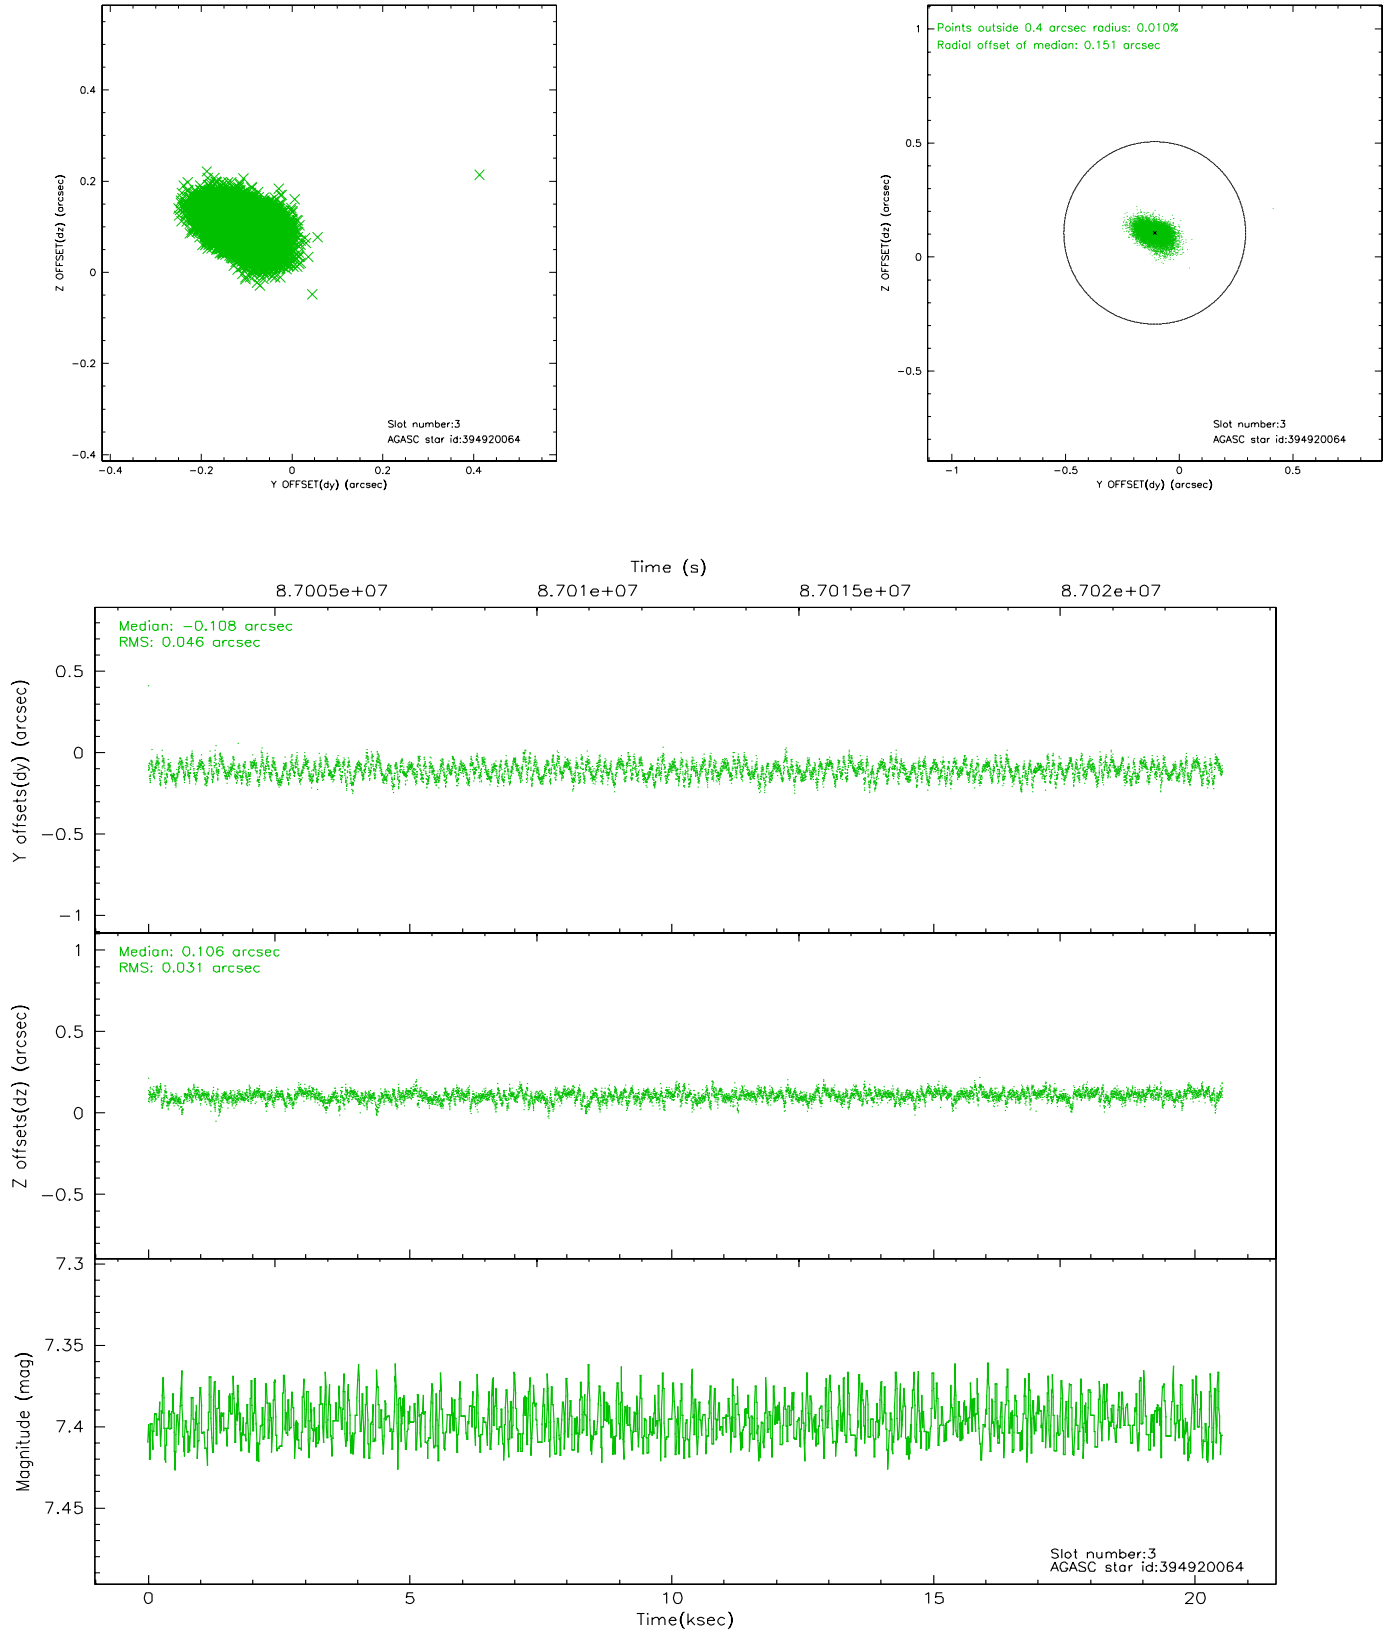 0.4
0.2
0
−0.2
−0.4
−0.4
−0.2
0
0.2
0.4
Z OFFSET(dz) (arcsec)
Y OFFSET(dy) (arcsec)
Slot number:3
AGASC star id:394920064
Points outside 0.4 arcsec radius: 0.010%
Radial offset of median: 0.151 arcsec
1
0.5
0
−0.5
−1
−0.5
0
0.5
Z OFFSET(dz) (arcsec)
Y OFFSET(dy) (arcsec)
Slot number:3
AGASC star id:394920064
Time (s)
8.7005e+07
8.701e+07
8.7015e+07
8.702e+07
Median: −0.108 arcsec
RMS: 0.046 arcsec
0.5
0
−0.5
−1
Y offsets(dy) (arcsec)
Median: 0.106 arcsec
RMS: 0.031 arcsec
1
0.5
0
−0.5
Z offsets(dz) (arcsec)
7.3
7.35
7.4
7.45
Magnitude (mag)
Slot number:3
AGASC star id:394920064
0
5
10
15
20
Time(ksec)